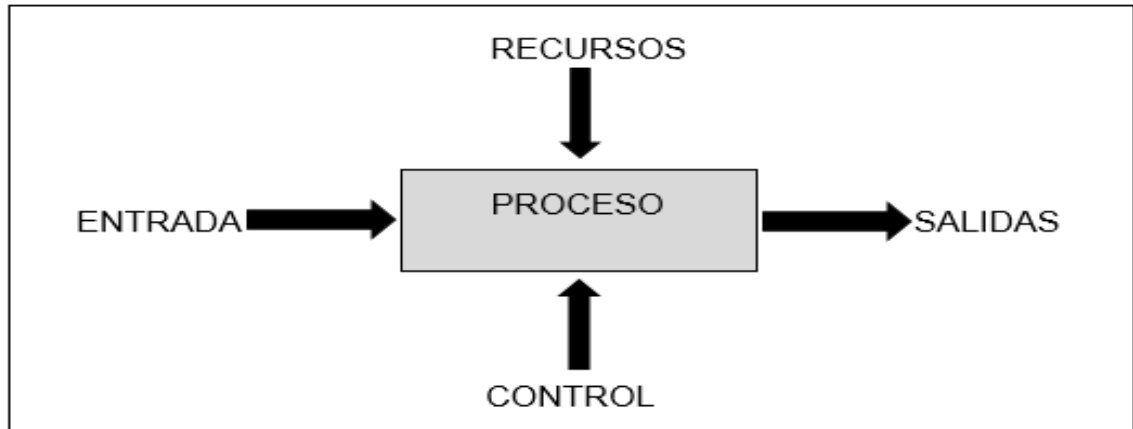 RECURSOS
PROCESO
ENTRADA
SALIDAS
CONTROL